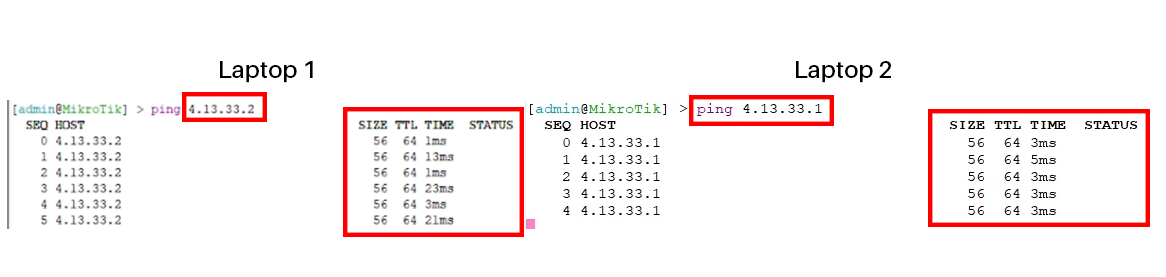 Laptop 1
[admin@MikroTik] > ping 4.13.33.2
SEQ HOST SIZE TTL TIME STATUS
0 4.13.33.2 56 64 1ms
1 4.13.33.2 56 64 13ms
2 4.13.33.2 56 64 1ms
3 4.13.33.2 56 64 23ms
4 4.13.33.2 56 64 3ms
5 4.13.33.2 56 64 21ms
Laptop 2
[admin@MikroTik] > ping 4.13.33.1
SEQ HOST SIZE TTL TIME STATUS
0 4.13.33.1 56 64 3ms
1 4.13.33.1 56 64 5ms
2 4.13.33.1 56 64 3ms
3 4.13.33.1 56 64 3ms
4 4.13.33.1 56 64 3ms